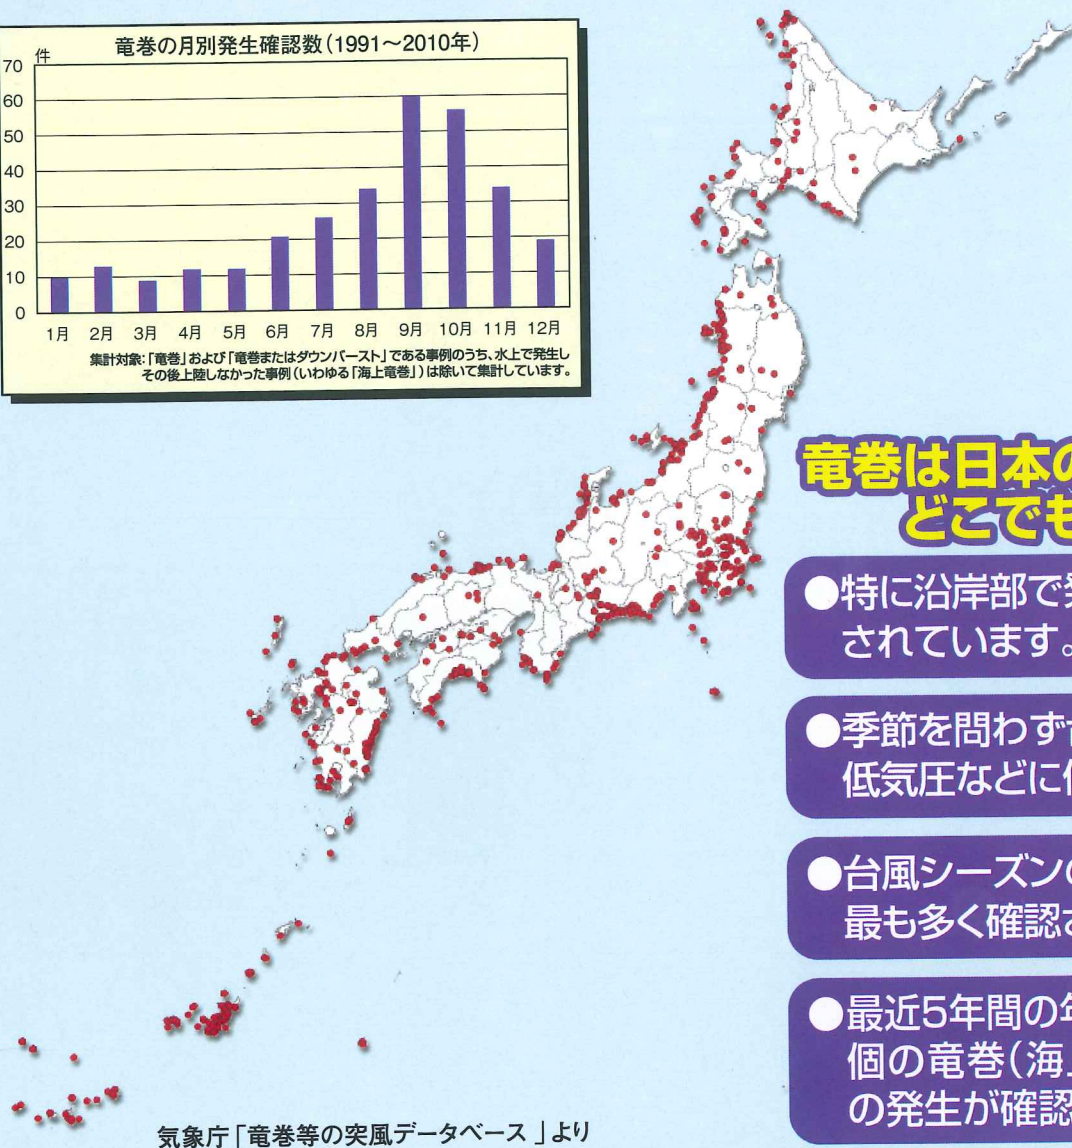 竜巻の月別発生確認数(1991～2010年)
件
70
60
50
40
30
20
10
0
1月 2月 3月 4月 5月 6月 7月 8月 9月 10月 11月 12月
集計対象:「竜巻」および「竜巻またはダウンバースト」である事例のうち、水上で発生し
その後上陸しなかった事例(いわゆる「海上竜巻」)は除いて集計しています。
竜巻は日本の
どこでも
●特に沿岸部で
されています。
●季節を問わず
低気圧などに
●台風シーズンの
最も多く確認
●最近5年間の
個の竜巻(海
の発生が確認
気象庁「竜巻等の突風データベース 」より